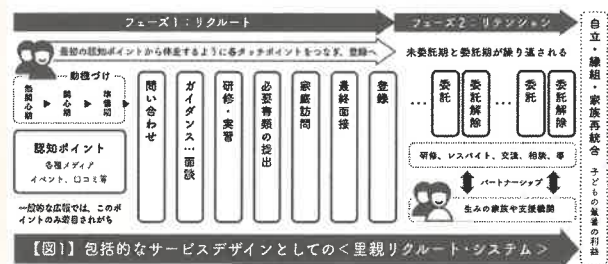 フェーズ1：リクルート
フェーズ2：リテンション
最初の認知ポイントから伴走するように各タッチポイントをつなぎ、登録へ
動機づけ
無関心期
関心期
準備期
認知ポイント
各種メディア
イベント、口コミ等
一般的な広報では、このポイントのみ
着目されがち
問い合わせ
ガイダンス…面談
研修・実習
必要書類の提出
家庭訪問
最終面接
登録
未委託期と委託期が繰り返される
…
委託
委託解除
…
委託
委託解除
研修、レスパイト、交流、相談、等
パートナーシップ
生みの家族や支援機関
自立・縁組・家族再統合
子どもの最善の利益
【図1】包括的なサービスデザインとしての＜里親リクルート・システム＞